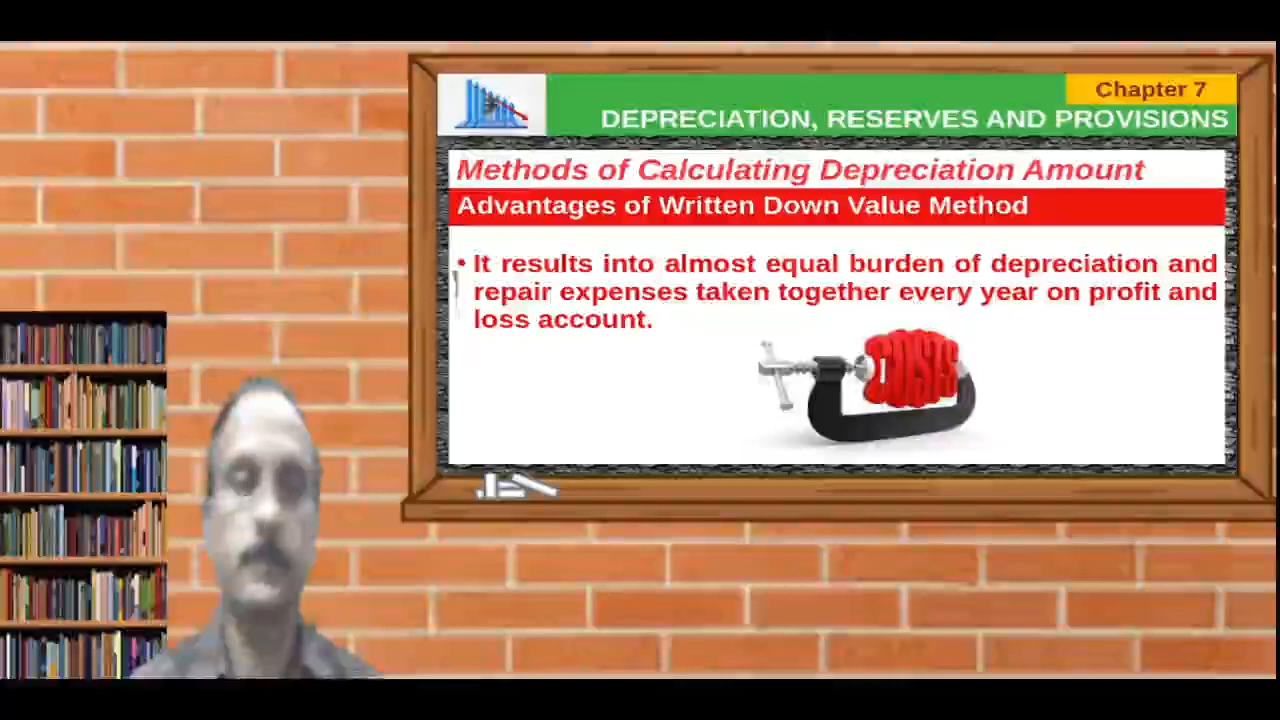 Chapter 7
DEPRECIATION, RESERVES AND PROVISIONS
Methods of Calculating Depreciation Amount
Advantages of Written Down Value Method
• It results into almost equal burden of depreciation and
repair expenses taken together every year on profit and
loss account.
COSTS